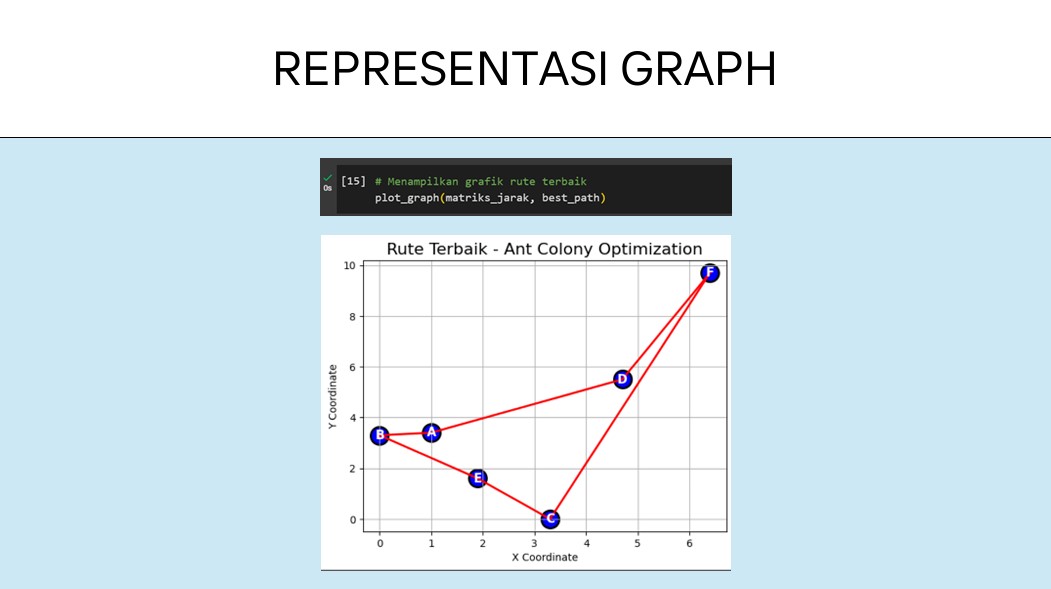 REPRESENTASI GRAPH
[15] # Menampilkan grafik rute terbaik
0s
plot_graph(matriks_jarak, best_path)
Rute Terbaik - Ant Colony Optimization
10
8
6
4
2
0
Y Coordinate
F
D
B
A
E
C
0 1 2 3 4 5 6
X Coordinate